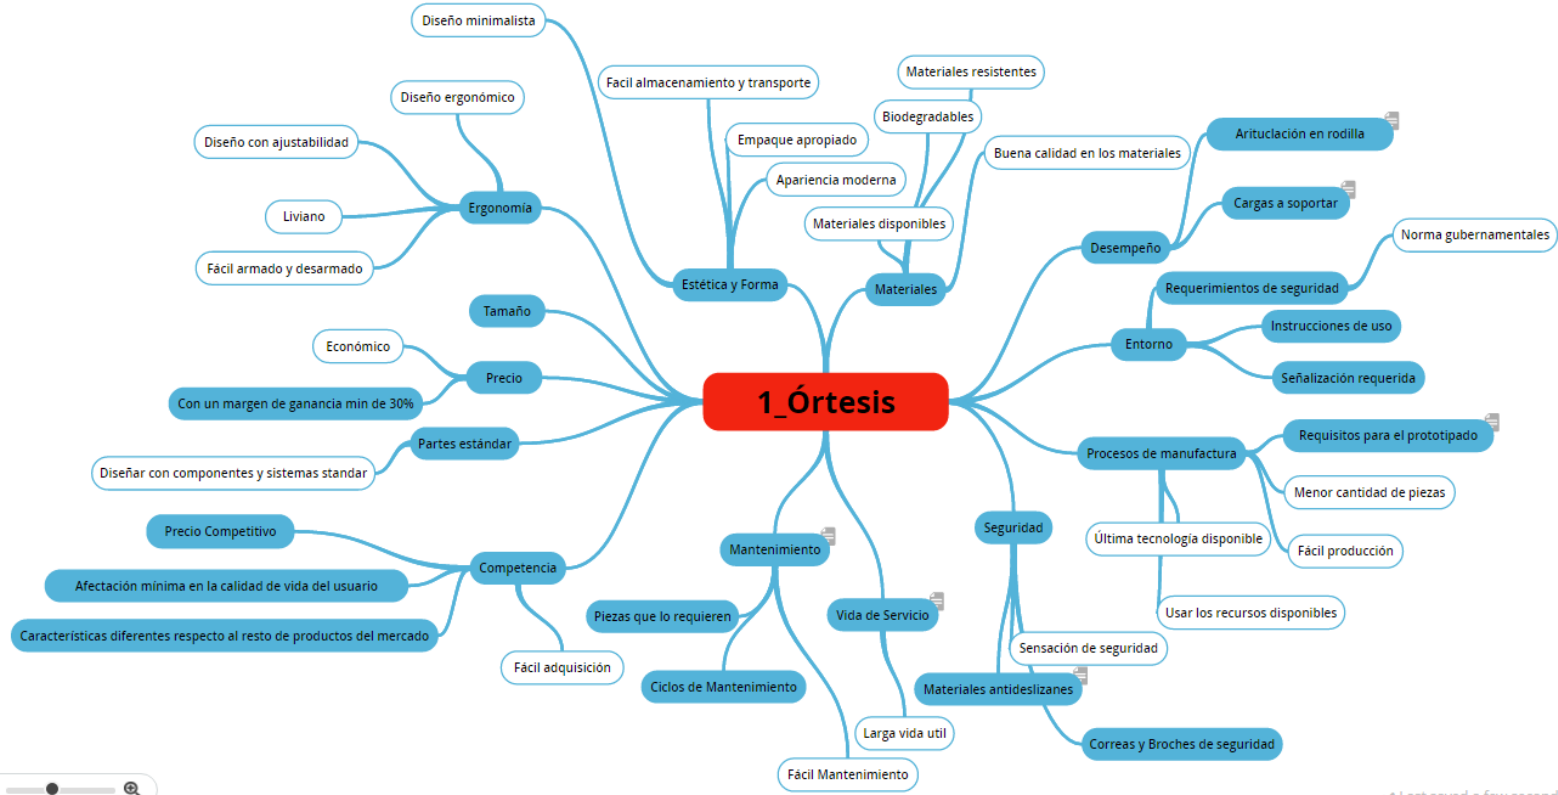 Diseño minimalista
Facil almacenamiento y transporte
Materiales resistentes
Diseño ergonómico
Biodegradables
Empaque apropiado
Arituclación en rodilla
Diseño con ajustabilidad
Buena calidad en los materiales
Apariencia moderna
Cargas a soportar
Ergonomía
Liviano
Materiales disponibles
Norma gubernamentales
Desempeño
Fácil armado y desarmado
Estética y Forma
Materiales
Requerimientos de seguridad
Tamaño
Instrucciones de uso
Económico
Entorno
Precio
Señalización requerida
Con un margen de ganancia min de 30%
1_Órtesis
Partes estándar
Requisitos para el prototipado
Procesos de manufactura
Diseñar con componentes y sistemas standar
Menor cantidad de piezas
Precio Competitivo
Seguridad
Última tecnología disponible
Mantenimiento
Fácil producción
Competencia
Afectación mínima en la calidad de vida del usuario
Piezas que lo requieren
Vida de Servicio
Usar los recursos disponibles
Características diferentes respecto al resto de productos del mercado
Sensación de seguridad
Fácil adquisición
Ciclos de Mantenimiento
Materiales antideslizanes
Larga vida util
Correas y Broches de seguridad
Fácil Mantenimiento